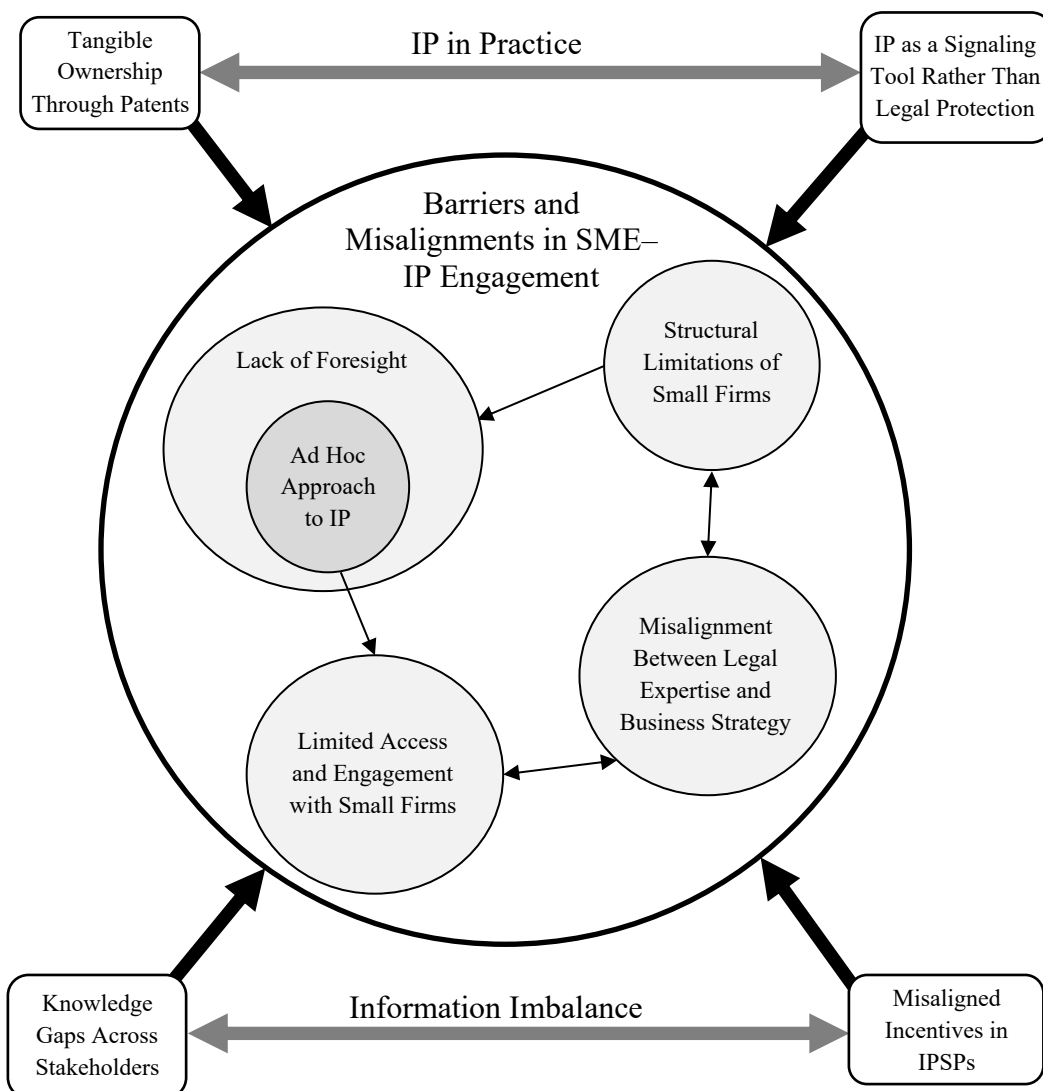 Tangible
Ownership
Through Patents
IP in Practice
IP as a Signaling
Tool Rather Than
Legal Protection
Barriers and
Misalignments in SME–
IP Engagement
Structural
Limitations of
Small Firms
Lack of Foresight
Ad Hoc
Approach
to IP
Misalignment
Between Legal
Expertise and
Business Strategy
Limited Access
and Engagement
with Small Firms
Knowledge
Gaps Across
Stakeholders
Information Imbalance
Misaligned
Incentives in
IPSPs